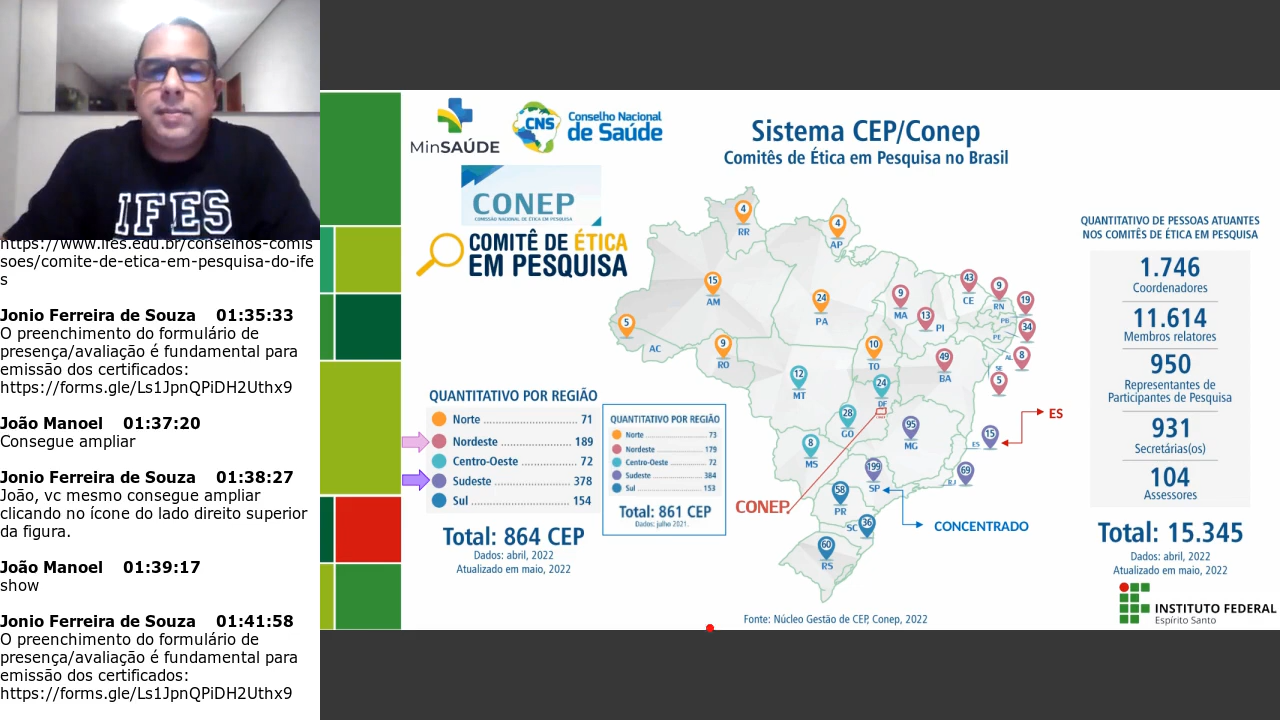 IFES
https://www.ifes.edu.br/conselhos-comis
soes/comite-de-etica-em-pesquisa-do-ife
s
Jonio Ferreira de Souza 01:35:33
O preenchimento do formulário de
presença/avaliação é fundamental para
emissão dos certificados:
https://forms.gle/Ls1JpnQPiDH2Uthx9
João Manoel 01:37:20
Consegue ampliar
Jonio Ferreira de Souza 01:38:27
João, vc mesmo consegue ampliar
clicando no ícone do lado direito superior
da figura.
João Manoel 01:39:17
show
Jonio Ferreira de Souza 01:41:58
O preenchimento do formulário de
presença/avaliação é fundamental para
emissão dos certificados:
https://forms.gle/Ls1JpnQPiDH2Uthx9
MinSAÚDE
CNS
Conselho Nacional
de Saúde
CONEP
COMISSÃO NACIONAL DE ÉTICA EM PESQUISA
COMITÊ DE ÉTICA
EM PESQUISA
Sistema CEP/Conep
Comitês de Ética em Pesquisa no Brasil
4
RR
4
AP
15
AM
24
PA
9
MA
43
CE
9
RN
19
PB
13
PI
34
PE
5
AC
9
RO
10
TO
49
BA
8
AL
5
SE
12
MT
24
DF
28
GO
95
MG
15
ES
ES
8
MS
199
SP
69
RJ
58
PR
36
SC
60
RS
CONEP
CONCENTRADO
QUANTITATIVO POR REGIÃO
Norte 71
Nordeste 189
Centro-Oeste 72
Sudeste 378
Sul 154
Total: 864 CEP
Dados: abril, 2022
Atualizado em maio, 2022
QUANTITATIVO POR REGIÃO
Norte 73
Nordeste 179
Centro-Oeste 72
Sudeste 384
Sul 153
Total: 861 CEP
Dados: julho 2021.
QUANTITATIVO DE PESSOAS ATUANTES
NOS COMITÊS DE ÉTICA EM PESQUISA
1.746
Coordenadores
11.614
Membros relatores
950
Representantes de
Participantes de Pesquisa
931
Secretárias(os)
104
Assessores
Total: 15.345
Dados: abril, 2022
Atualizado em maio, 2022
Fonte: Núcleo Gestão de CEP, Conep, 2022
INSTITUTO FEDERAL
Espírito Santo